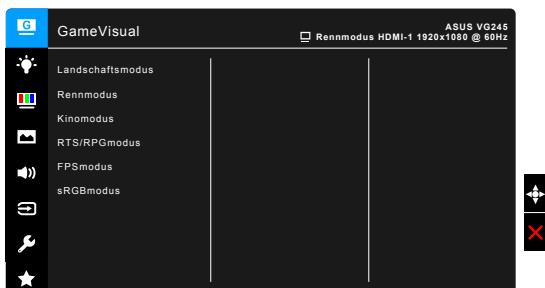 G
GameVisual
ASUS VG245
Rennmodus HDMI-1 1920x1080 @ 60Hz
Landschaftsmodus
Rennmodus
Kinomodus
RTS/RPGmodus
FPSmodus
sRGBmodus